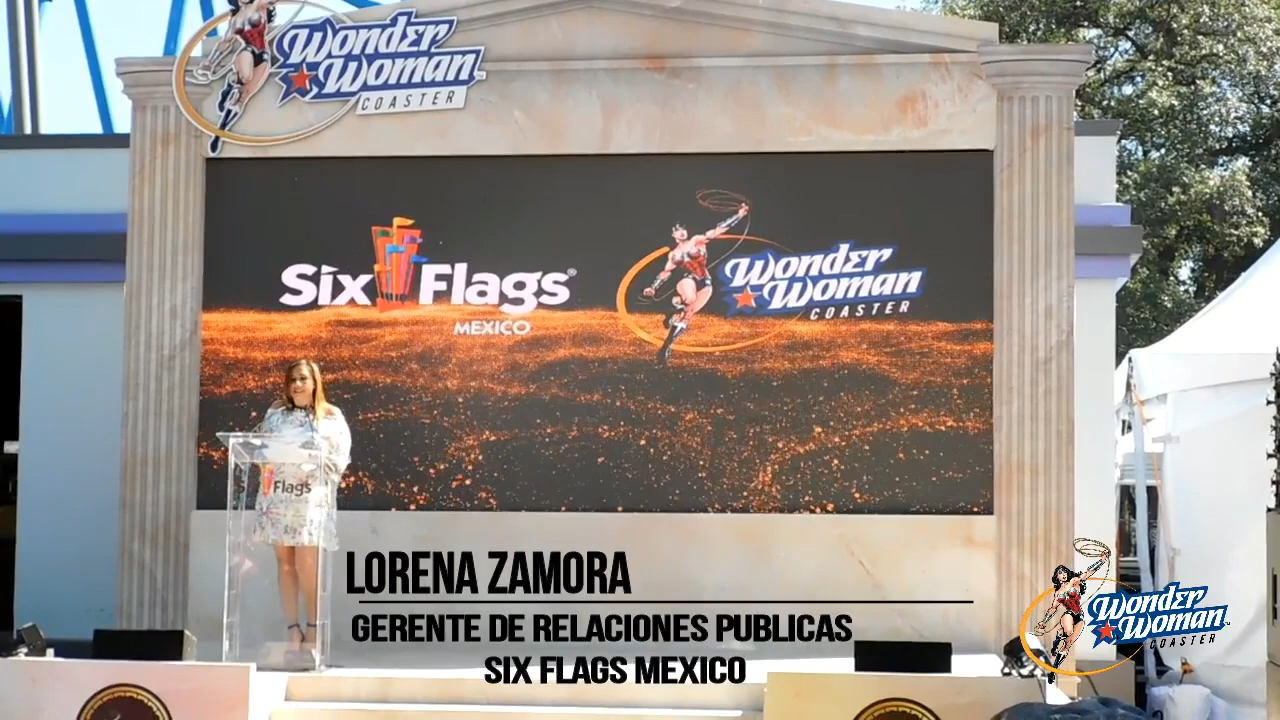 Wonder
Woman
COASTER
Six Flags®
MEXICO
Wonder
Woman
COASTER
Six Flags
LORENA ZAMORA
GERENTE DE RELACIONES PUBLICAS
SIX FLAGS MEXICO
Wonder
Woman
COASTER